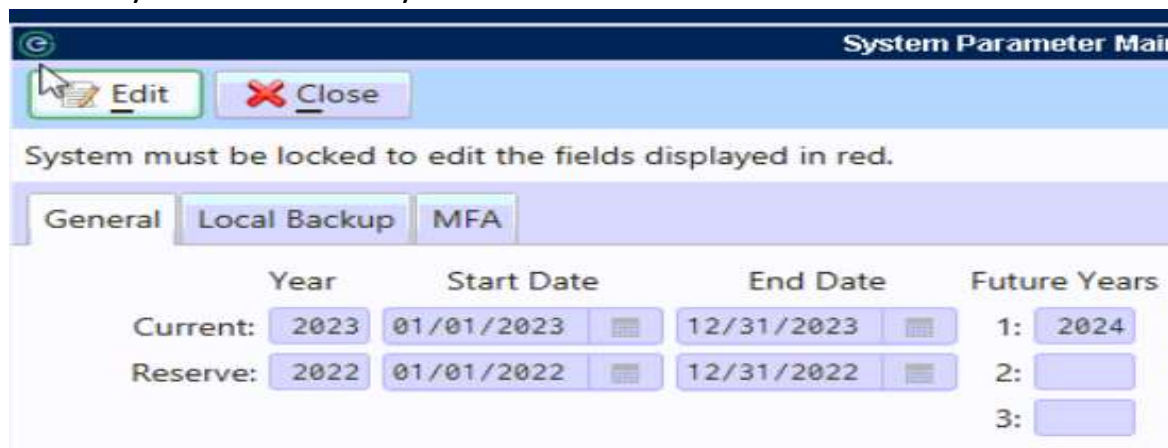 System Parameter Mai
Edit Close
System must be locked to edit the fields displayed in red.
General Local Backup MFA
Year Start Date End Date Future Years
Current: 2023 01/01/2023 12/31/2023 1: 2024
Reserve: 2022 01/01/2022 12/31/2022 2:
3: